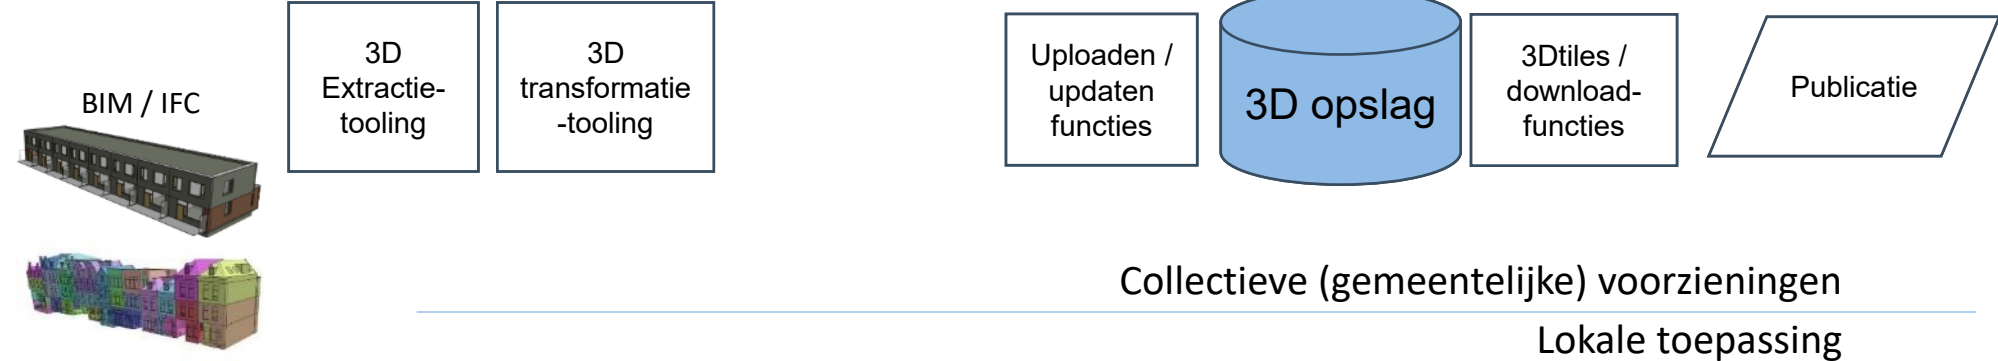 BIM / IFC
3D
Extractie-
tooling
3D
transformatie
-tooling
Uploaden /
updaten
functies
3D opslag
3Dtiles /
download-
functies
Publicatie
Collectieve (gemeentelijke) voorzieningen
Lokale toepassing